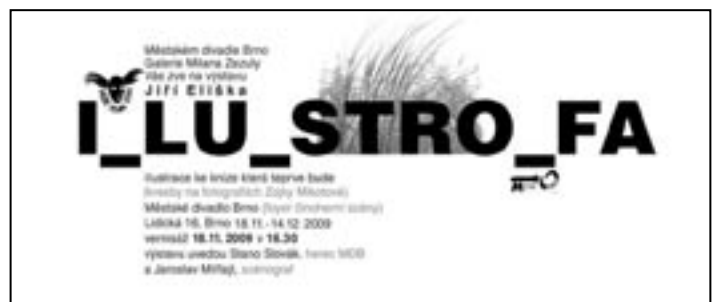 Městském divadle Brno
Galerie Milana Zezuly
Vás zve na výstavu
Jiří Eliška
I_LU_STRO_FA
ilustrace ke knize která teprve bude
(kresby na fotografiích Zojky Mikotové)
Městské divadlo Brno (foyer činoherní scény)
Lidická 16, Brno 18.11.-14.12. 2009
vernisáž 18.11. 2009 v 16.30
výstavu uvedou Stano Slovák, herec MDB
a Jaroslav Milfajt, scénograf